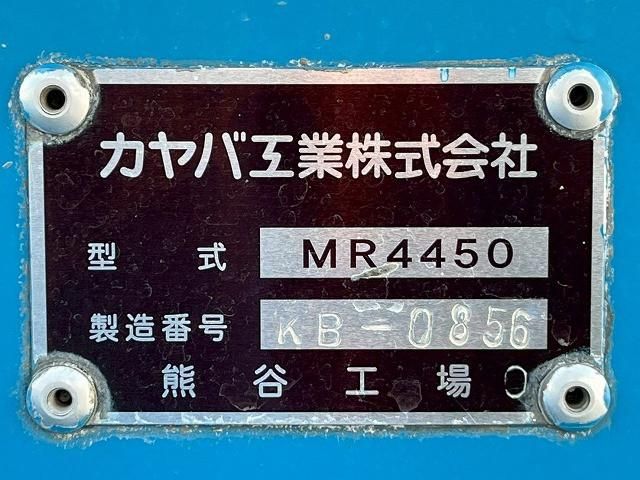 カヤバ工業株式会社
型式 MR4450
製造番号 KB-0856
熊谷工場